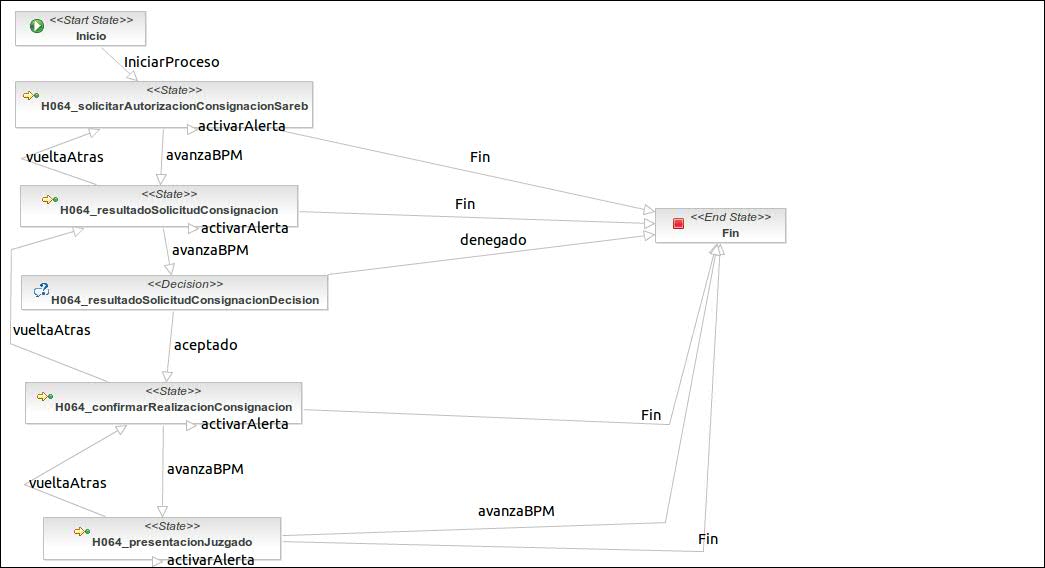 <<Start State>>
Inicio
IniciarProceso
<<State>>
H064_solicitarAutorizacionConsignacionSareb
activarAlerta
vueltaAtras
avanzaBPM
Fin
<<State>>
H064_resultadoSolicitudConsignacion
activarAlerta
Fin
<<End State>>
Fin
avanzaBPM
denegado
<<Decision>>
H064_resultadoSolicitudConsignacionDecision
vueltaAtras
aceptado
<<State>>
H064_confirmarRealizacionConsignacion
activarAlerta
Fin
avanzaBPM
vueltaAtras
avanzaBPM
<<State>>
H064_presentacionJuzgado
Fin
activarAlerta